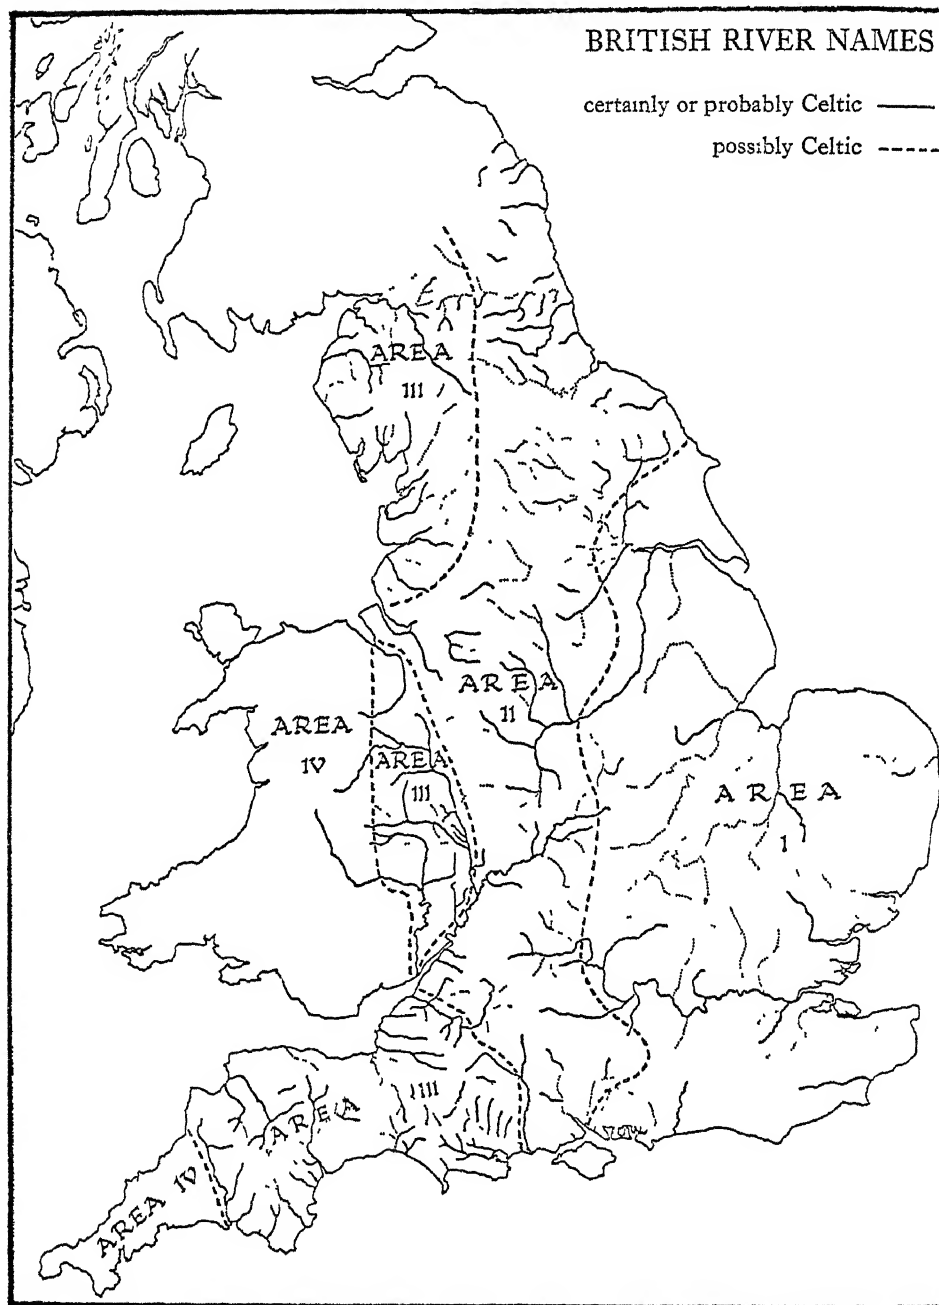 BRITISH RIVER NAMES
certainly or probably Celtic
possibly Celtic
AREA
III
AREA
II
AREA
IV
AREA
III
AREA
I
AREA
III
AREA IV